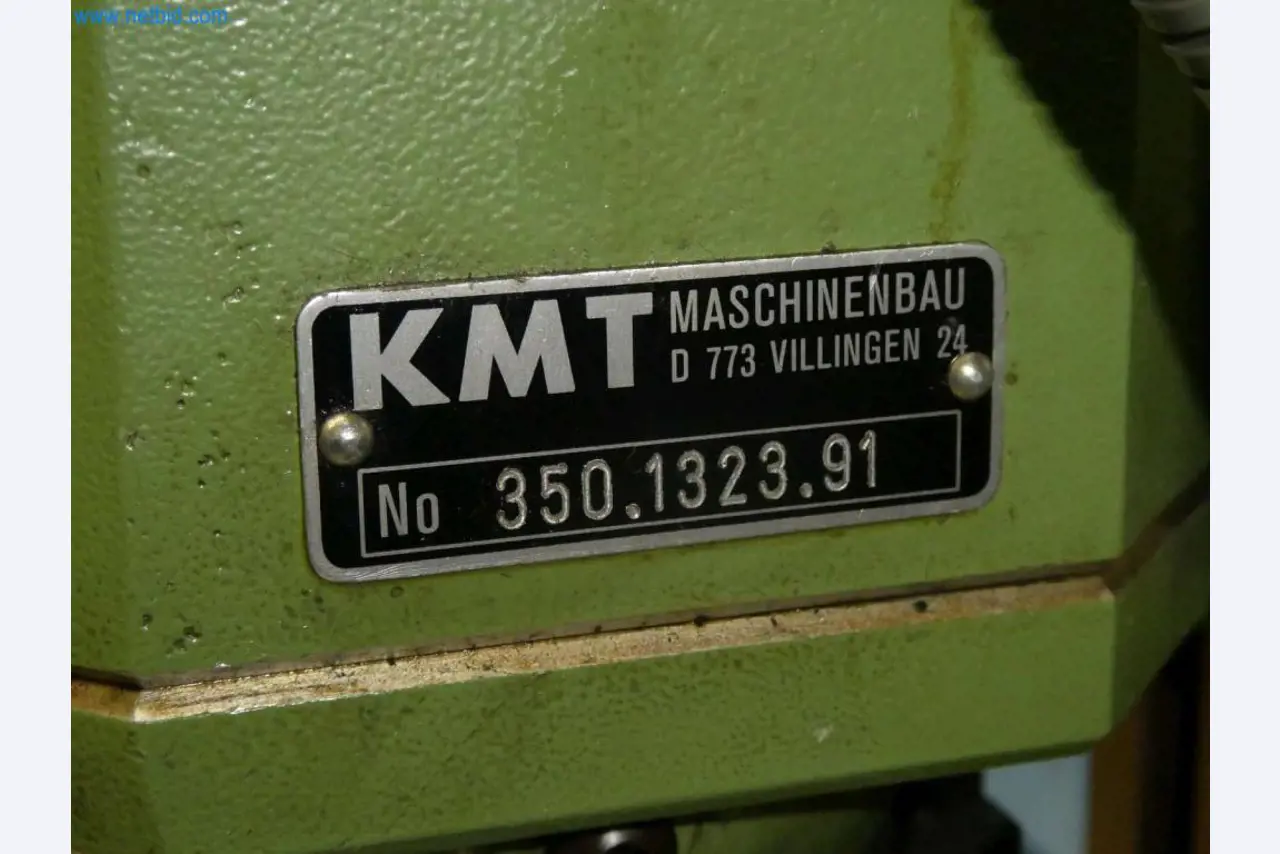 www.netbid.com
KMT MASCHINENBAU
D 773 VILLINGEN 24
No 350.1323.91